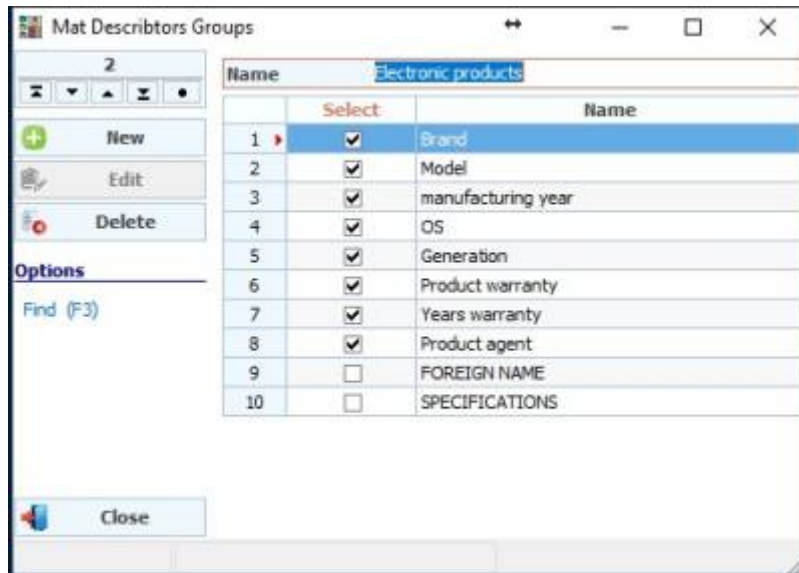 Mat Describtors Groups
2
Name Electronic products
Select Name
New
Edit
Delete
Options
Find (F3)
1 Brand
2 Model
3 manufacturing year
4 OS
5 Generation
6 Product warranty
7 Years warranty
8 Product agent
9 FOREIGN NAME
10 SPECIFICATIONS
Close